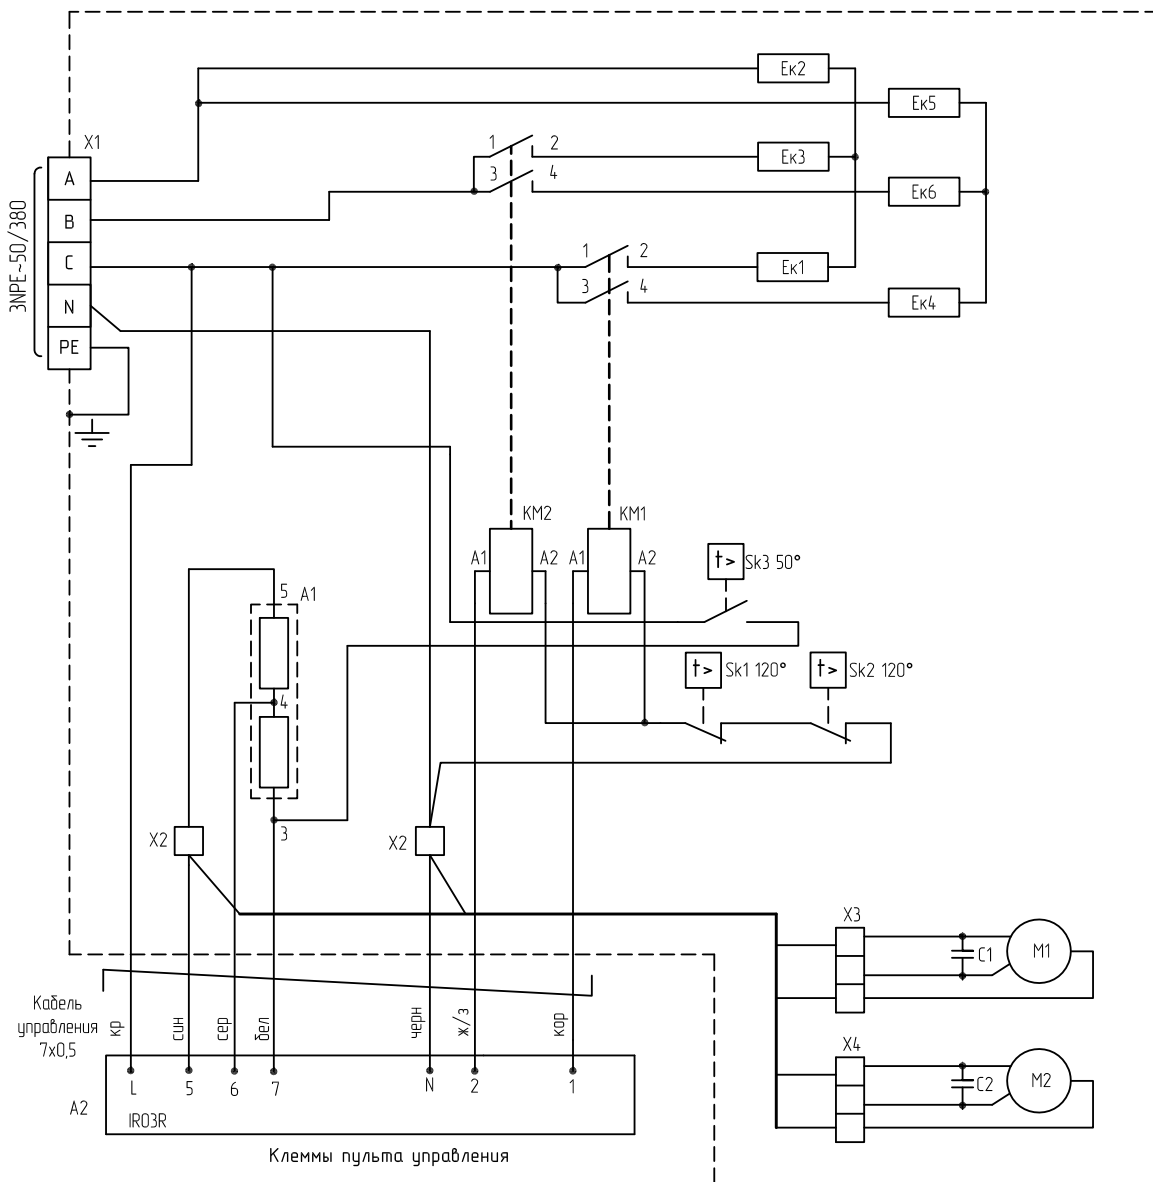 Ек2
Ек5
X1
1 2
Ек3
3 4
Ек6
A
B
C
N
PE
3NPE~50/380
1 2
Ек1
3 4
Ек4
КМ2
КМ1
A1 A2 A1 A2
t> Sk3 50°
5 A1
t> Sk1 120° t> Sk2 120°
4
3
X2 X2
X3
C1 M1
X4
C2 M2
Кабель
управления
7х0,5
кр син сер бел черн ж/з кор
L 5 6 7 N 2 1
A2
IR03R
Клеммы пульта управления